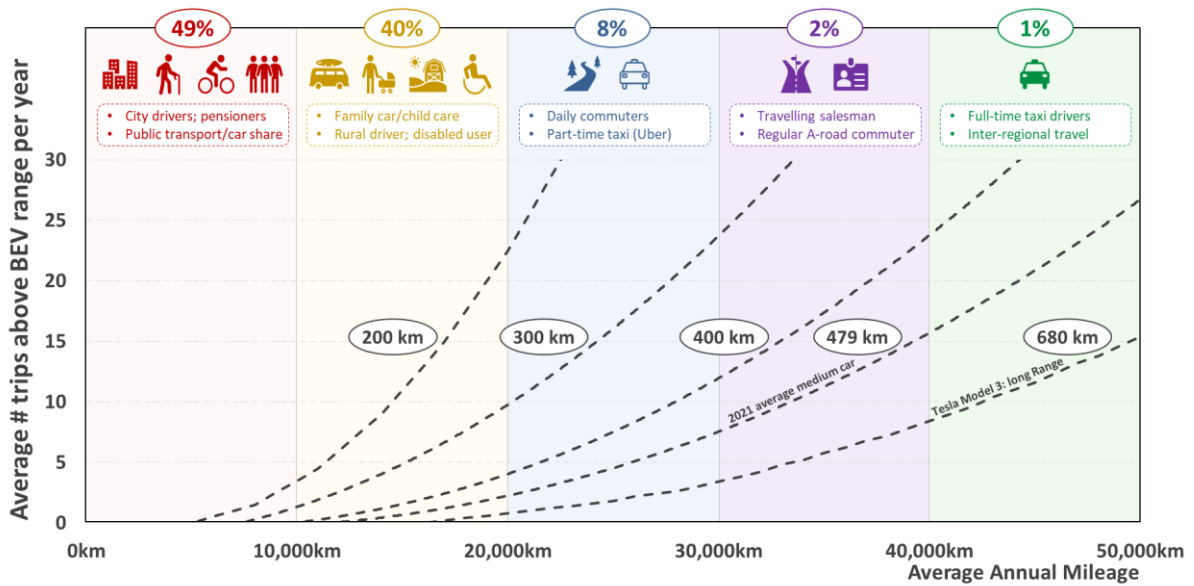 49%
40%
8%
2%
1%
• City drivers; pensioners
• Public transport/car share
• Family car/child care
• Rural driver; disabled user
• Daily commuters
• Part-time taxi (Uber)
• Travelling salesman
• Regular A-road commuter
• Full-time taxi drivers
• Inter-regional travel
Average # trips above BEV range per year
30
25
20
15
10
5
0
200 km
300 km
400 km
479 km
680 km
2021 average medium car
Tesla Model 3: long Range
0km
10,000km
20,000km
30,000km
40,000km
50,000km
Average Annual Mileage